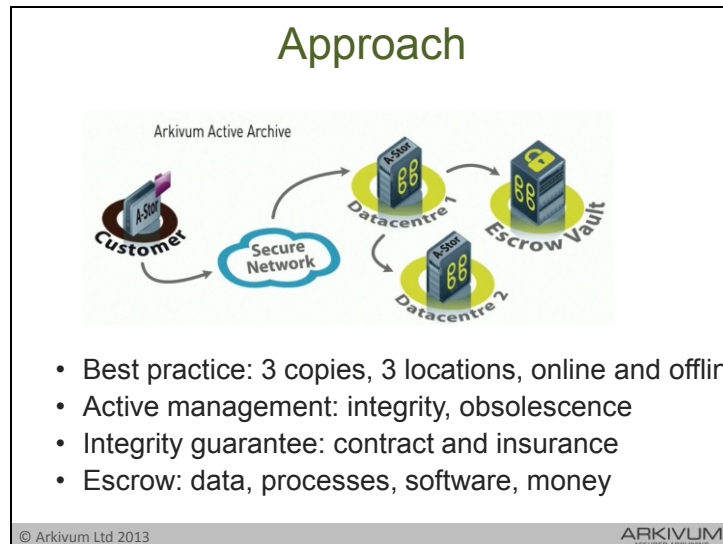 Approach
Arkivum Active Archive
A-Stor
Customer
Secure
Network
A-Stor
Datacentre 1
A-Stor
Datacentre 2
Escrow Vault
• Best practice: 3 copies, 3 locations, online and offlin
• Active management: integrity, obsolescence
• Integrity guarantee: contract and insurance
• Escrow: data, processes, software, money
© Arkivum Ltd 2013
ARKIVUM